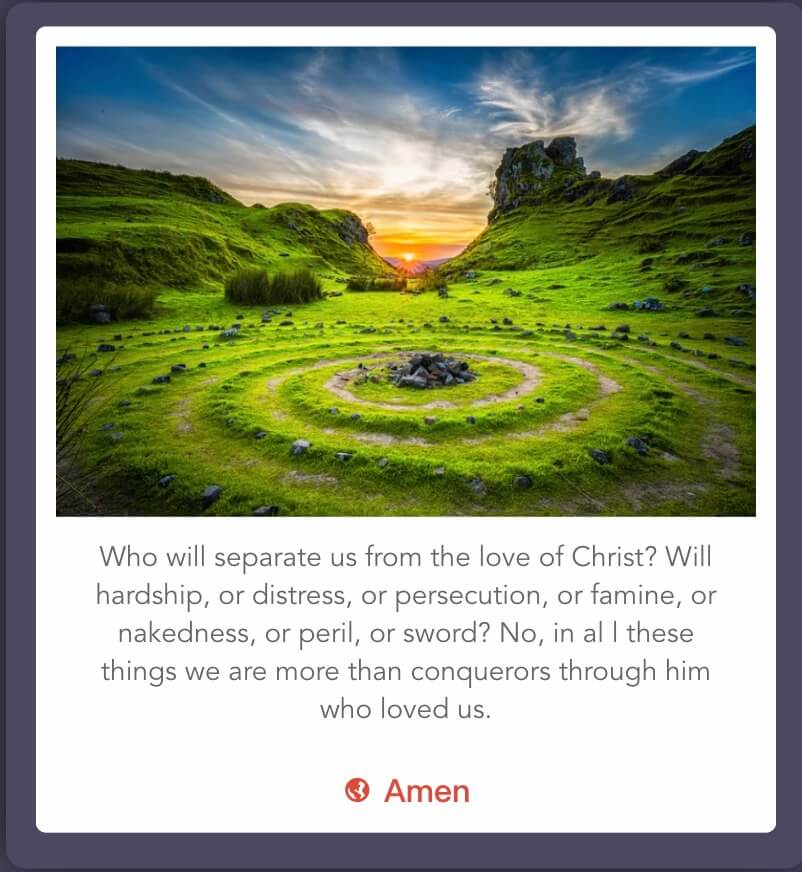 Who will separate us from the love of Christ? Will
hardship, or distress, or persecution, or famine, or
nakedness, or peril, or sword? No, in al l these
things we are more than conquerors through him
who loved us.
Amen